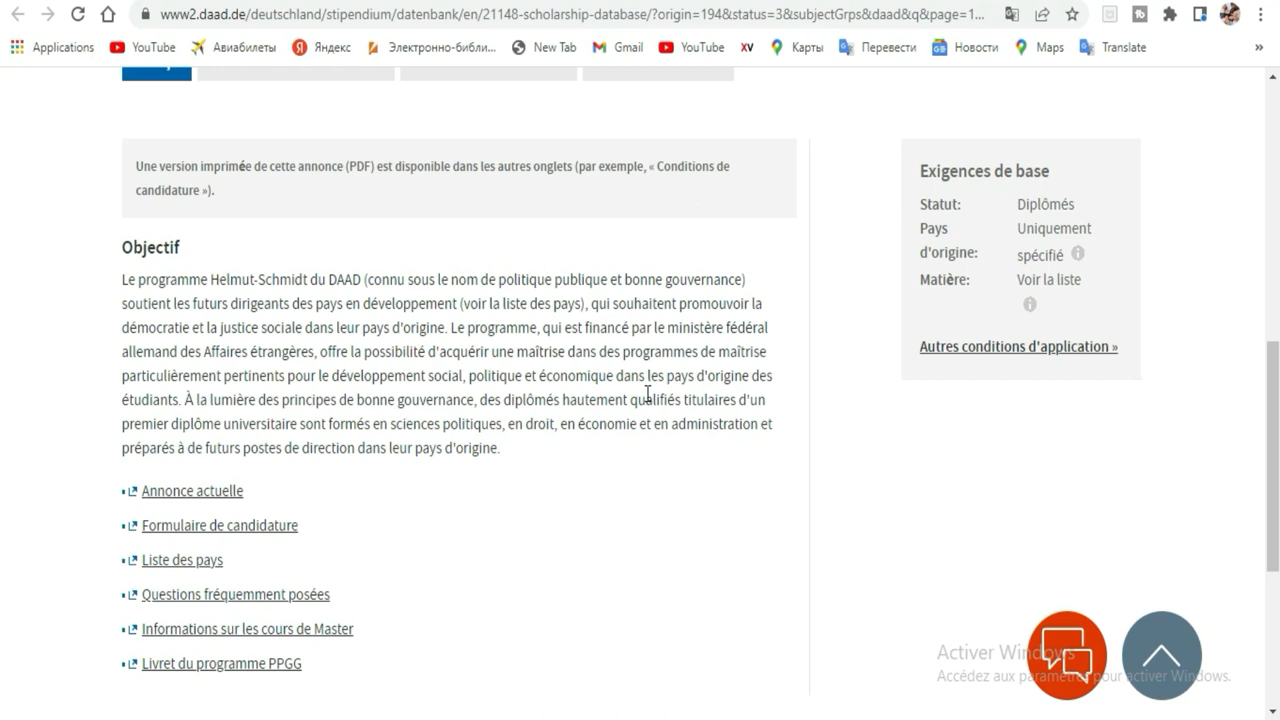 www2.daad.de/deutschland/stipendium/datenbank/en/21148-scholarship-database/?origin=194&status=3&subjectGrps&daad&q&page=1...
Applications YouTube Авиабилеты Яндекс Электронно-библи... New Tab Gmail YouTube XV Карты Перевести Новости Maps Translate »
Une version imprimée de cette annonce (PDF) est disponible dans les autres onglets (par exemple, « Conditions de
candidature »).
Objectif
Le programme Helmut-Schmidt du DAAD (connu sous le nom de politique publique et bonne gouvernance)
soutient les futurs dirigeants des pays en développement (voir la liste des pays), qui souhaitent promouvoir la
démocratie et la justice sociale dans leur pays d'origine. Le programme, qui est financé par le ministère fédéral
allemand des Affaires étrangères, offre la possibilité d'acquérir une maîtrise dans des programmes de maîtrise
particulièrement pertinents pour le développement social, politique et économique dans les pays d'origine des
étudiants. À la lumière des principes de bonne gouvernance, des diplômés hautement qualifiés titulaires d'un
premier diplôme universitaire sont formés en sciences politiques, en droit, en économie et en administration et
préparés à de futurs postes de direction dans leur pays d'origine.
Annonce actuelle
Formulaire de candidature
Liste des pays
Questions fréquemment posées
Informations sur les cours de Master
Livret du programme PPGG
Exigences de base
Statut: Diplômés
Pays d'origine: Uniquement spécifié
Matière: Voir la liste
Autres conditions d'application »
Activer Windows
Accédez aux paramètres pour activer Windows.